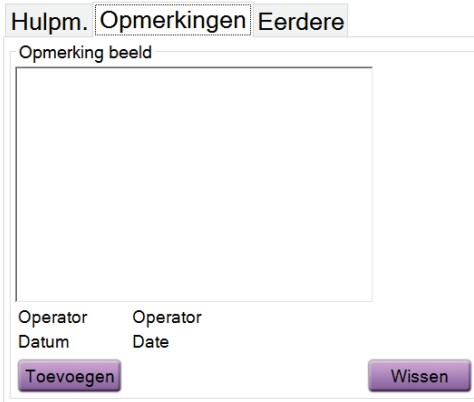 Hulpm. Opmerkingen Eerdere
Opmerking beeld
Operator Operator
Datum Date
Toevoegen Wissen